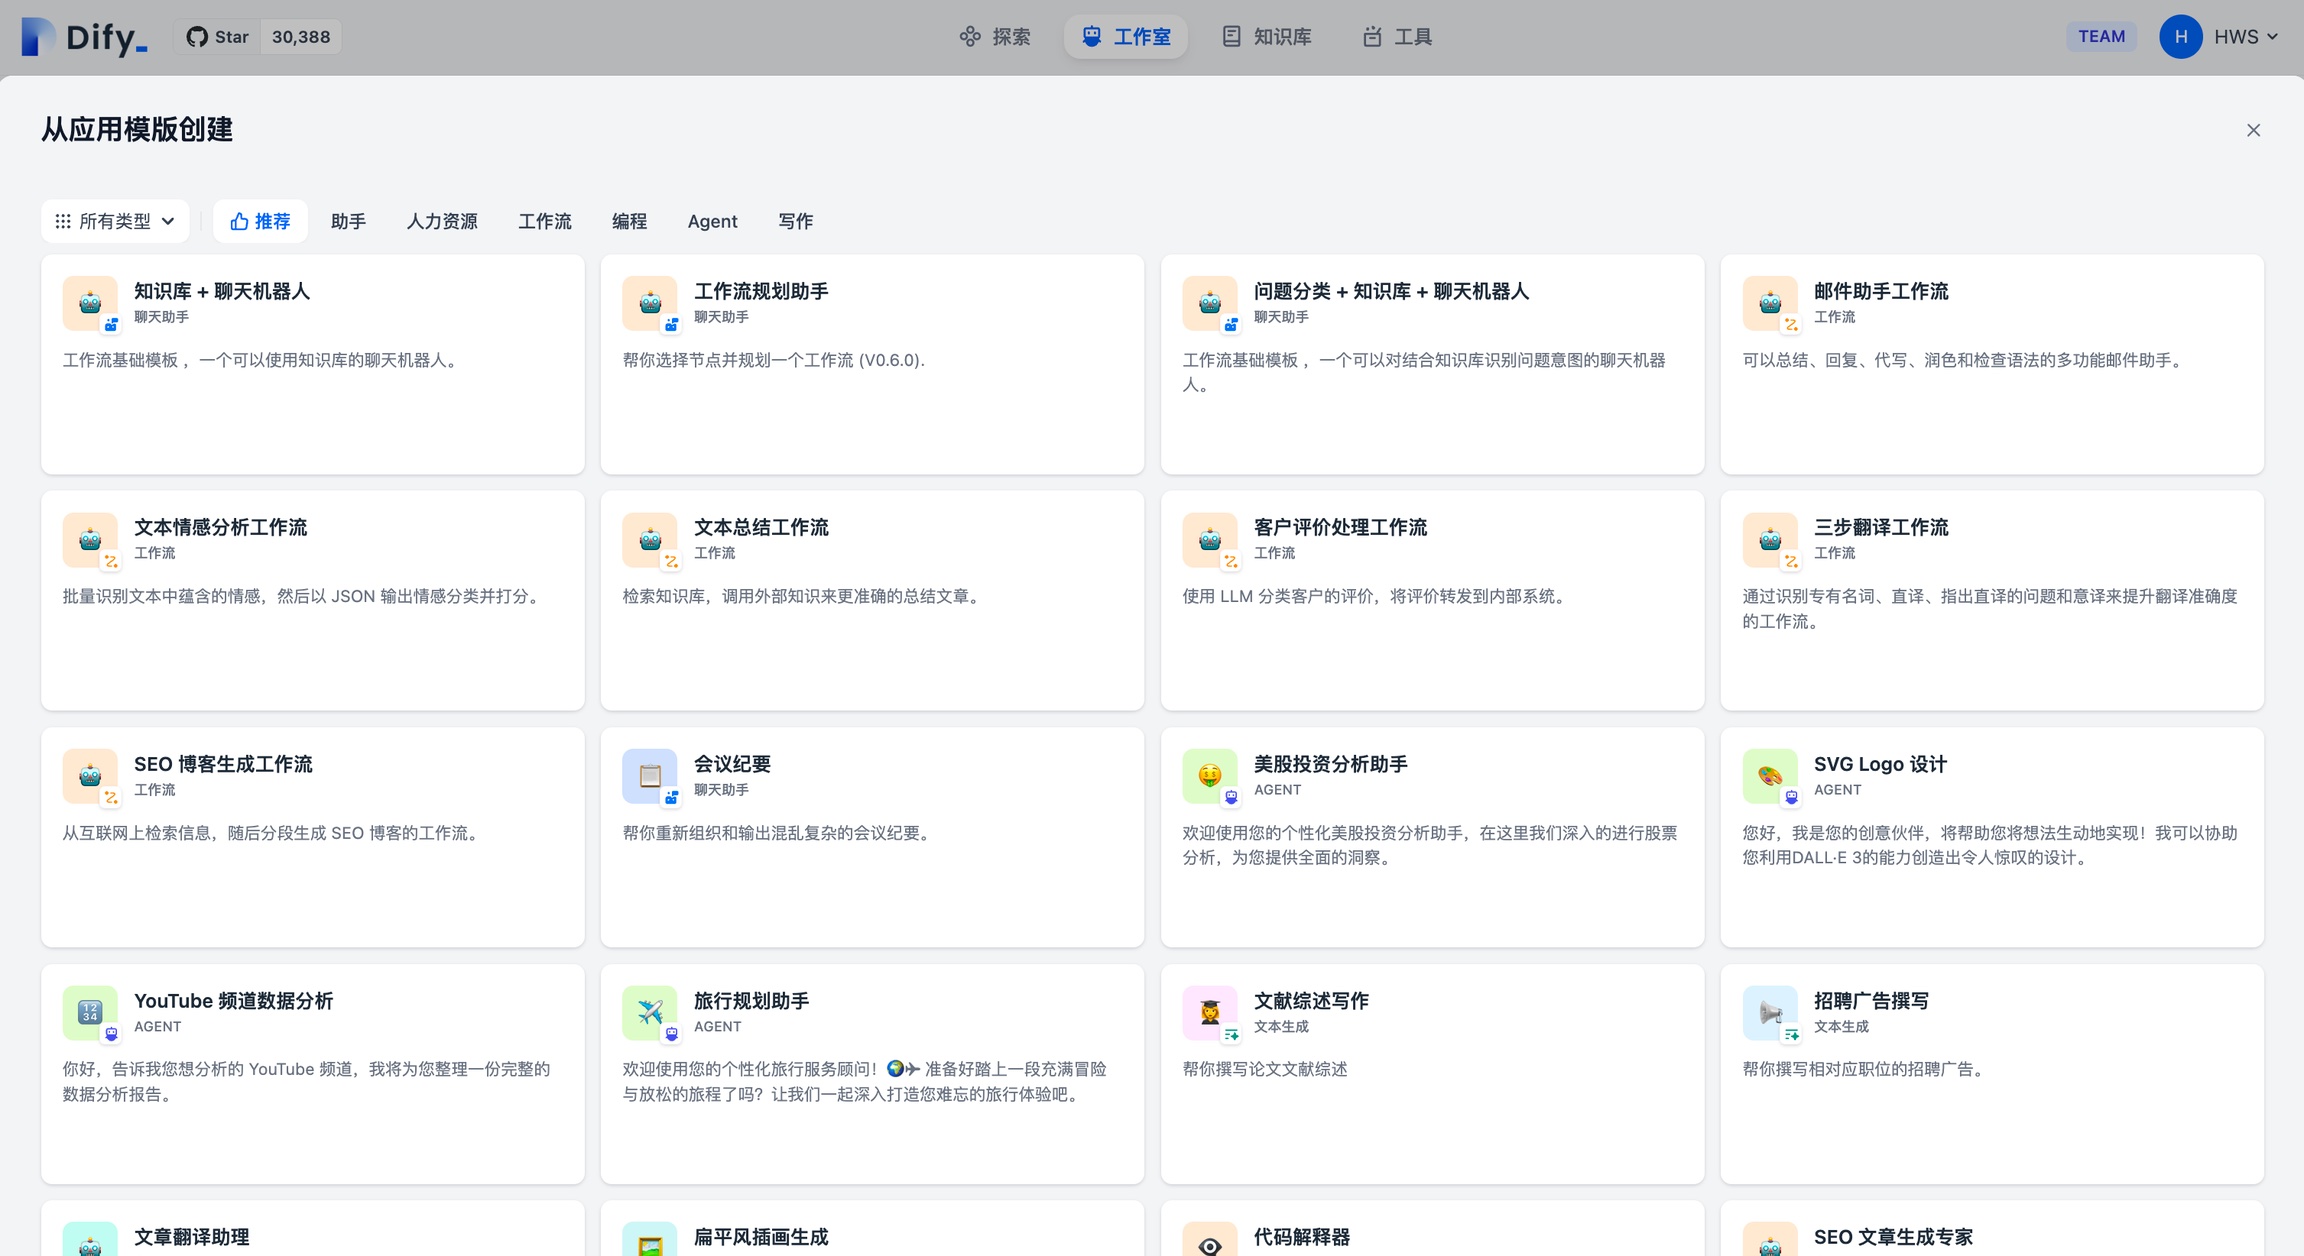 Dify_
Star 30,388
探索
工作室
知识库
工具
TEAM
H
HWS
从应用模版创建
所有类型
推荐
助手
人力资源
工作流
编程
Agent
写作
知识库 + 聊天机器人
聊天助手
工作流基础模板 ，一个可以使用知识库的聊天机器人。
工作流规划助手
聊天助手
帮你选择节点并规划一个工作流 (V0.6.0).
问题分类 + 知识库 + 聊天机器人
聊天助手
工作流基础模板 ，一个可以对结合知识库识别问题意图的聊天机器
人。
邮件助手工作流
工作流
可以总结、回复、代写、润色和检查语法的多功能邮件助手。
文本情感分析工作流
工作流
批量识别文本中蕴含的情感，然后以 JSON 输出情感分类并打分。
文本总结工作流
工作流
检索知识库，调用外部知识来更准确的总结文章。
客户评价处理工作流
工作流
使用 LLM 分类客户的评价，将评价转发到内部系统。
三步翻译工作流
工作流
通过识别专有名词、直译、指出直译的问题和意译来提升翻译准确度
的工作流。
SEO 博客生成工作流
工作流
从互联网上检索信息，随后分段生成 SEO 博客的工作流。
会议纪要
聊天助手
帮你重新组织和输出混乱复杂的会议纪要。
美股投资分析助手
AGENT
欢迎使用您的个性化美股投资分析助手，在这里我们深入的进行股票
分析，为您提供全面的洞察。
SVG Logo 设计
AGENT
您好，我是您的创意伙伴，将帮助您将想法生动地实现！我可以协助
您利用DALL·E 3的能力创造出令人惊叹的设计。
12
34
YouTube 频道数据分析
AGENT
你好，告诉我您想分析的 YouTube 频道，我将为您整理一份完整的
数据分析报告。
旅行规划助手
AGENT
欢迎使用您的个性化旅行服务顾问！🌍✈ 准备好踏上一段充满冒险
与放松的旅程了吗？让我们一起深入打造您难忘的旅行体验吧。
文献综述写作
文本生成
帮你撰写论文文献综述
招聘广告撰写
文本生成
帮你撰写相对应职位的招聘广告。
文章翻译助理
扁平风插画生成
代码解释器
SEO 文章生成专家